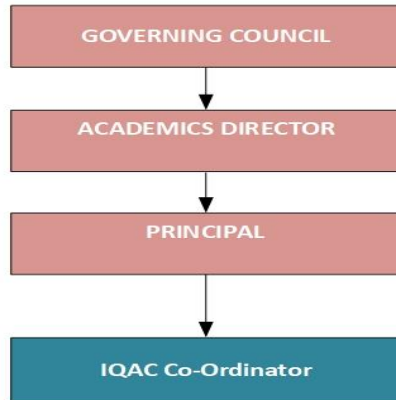 GOVERNING COUNCIL
ACADEMICS DIRECTOR
PRINCIPAL
IQAC Co-Ordinator